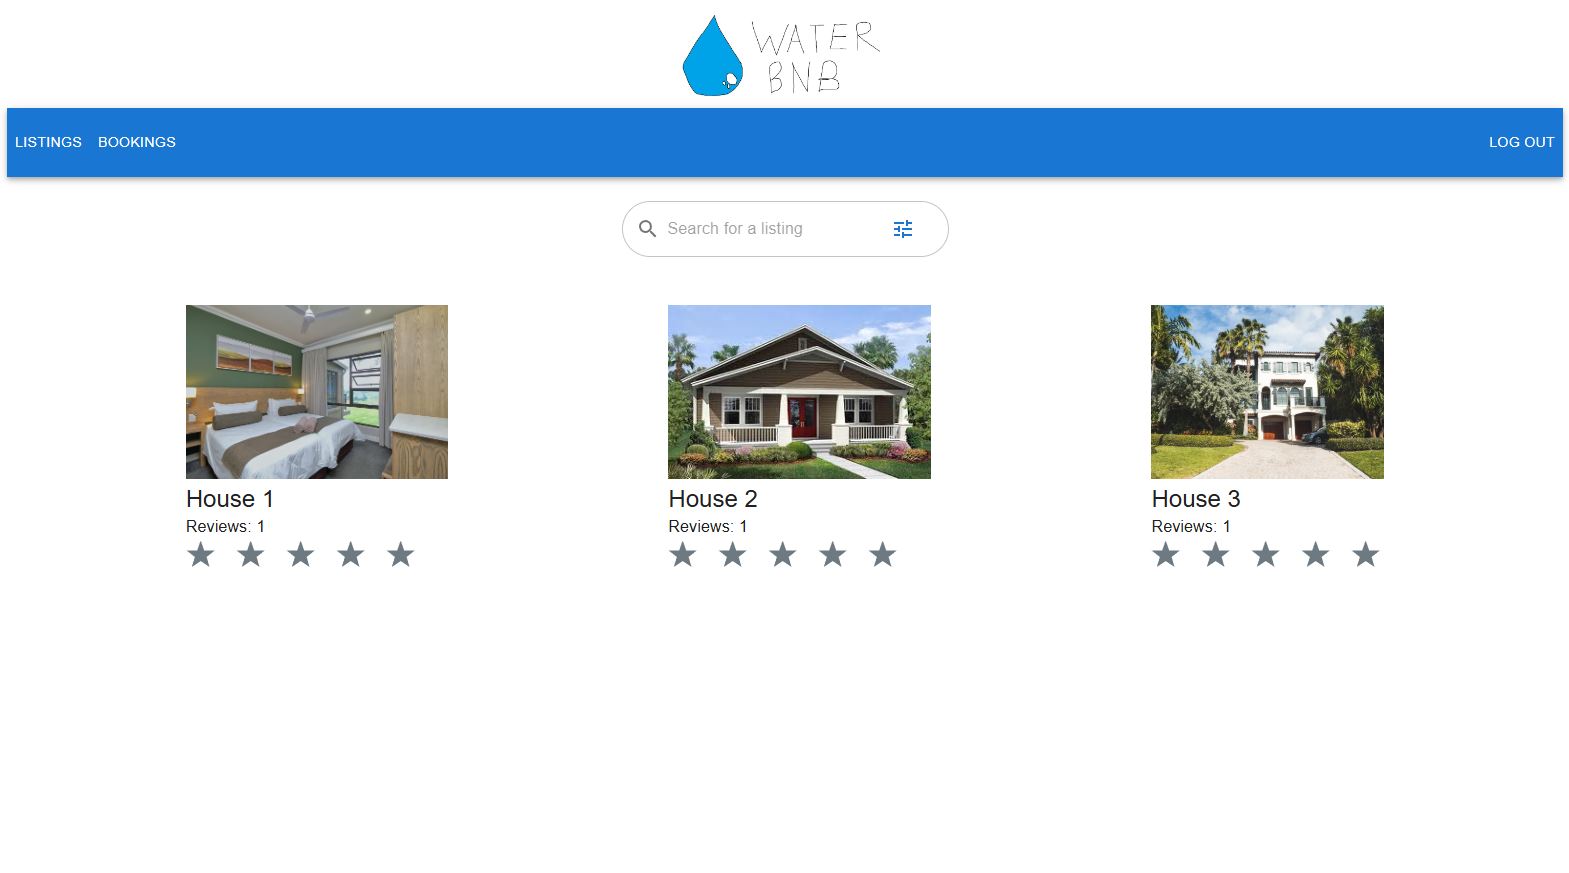 WATER
BNB
LISTINGS BOOKINGS LOG OUT
Search for a listing
House 1
Reviews: 1
House 2
Reviews: 1
House 3
Reviews: 1